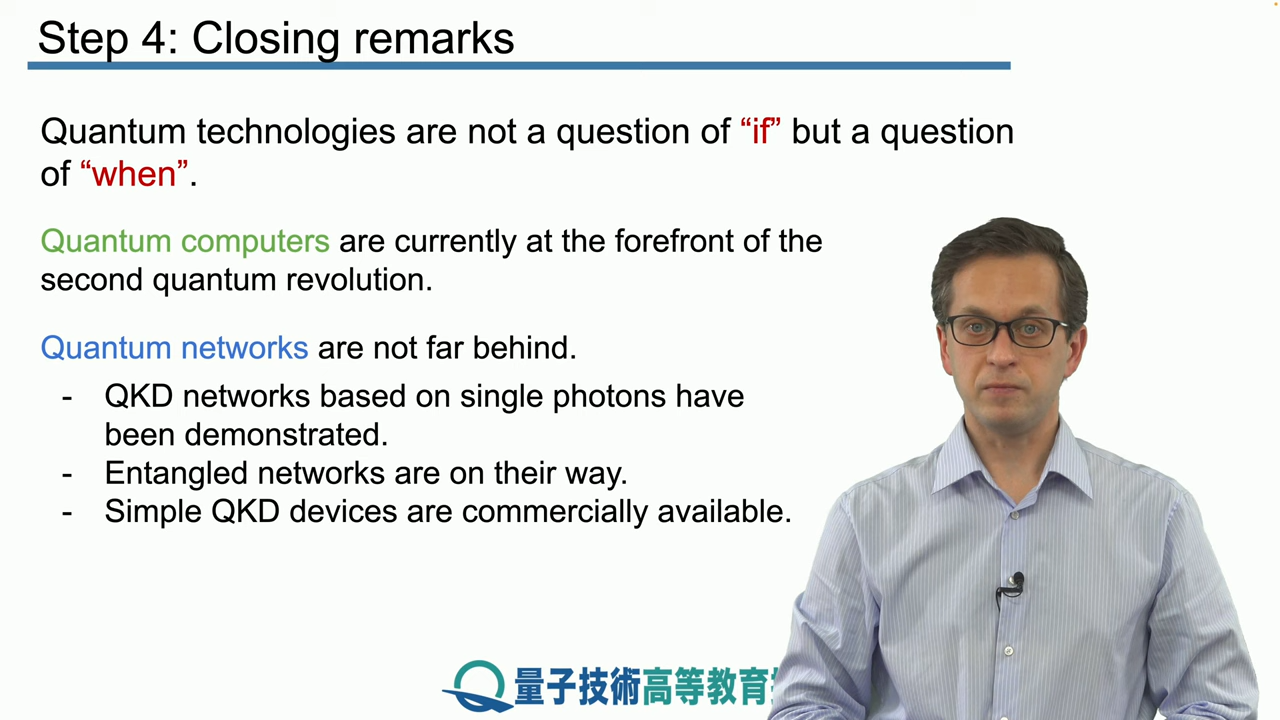 Step 4: Closing remarks
Quantum technologies are not a question of “if” but a question
of “when”.
Quantum computers are currently at the forefront of the
second quantum revolution.
Quantum networks are not far behind.
- QKD networks based on single photons have
been demonstrated.
- Entangled networks are on their way.
- Simple QKD devices are commercially available.
量子技術高等教育